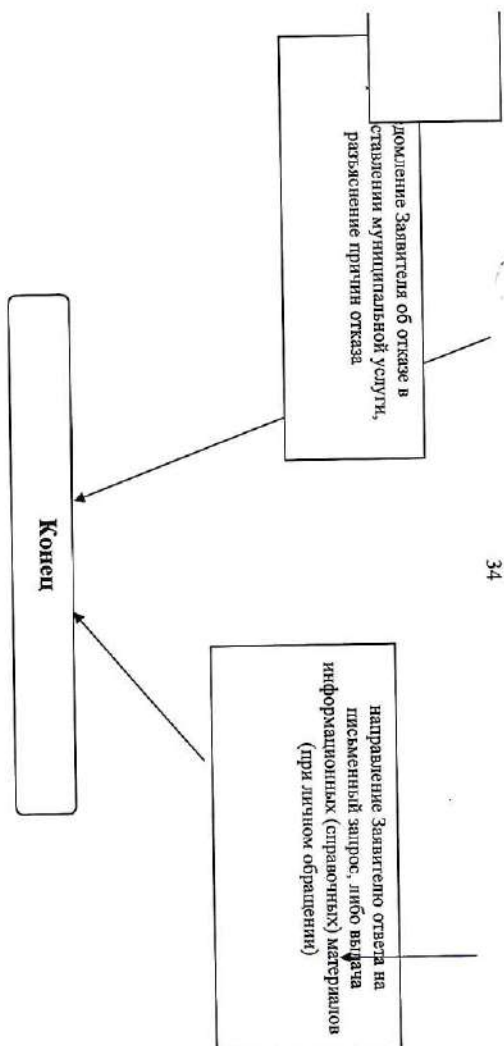 34
домление Заявителя об отказе в
ставлении муниципальной услуги,
разъяснение причин отказа
направление Заявителю ответа на
письменный запрос, либо выдача
информационных (справочных) материалов
(при личном обращении)
Конец